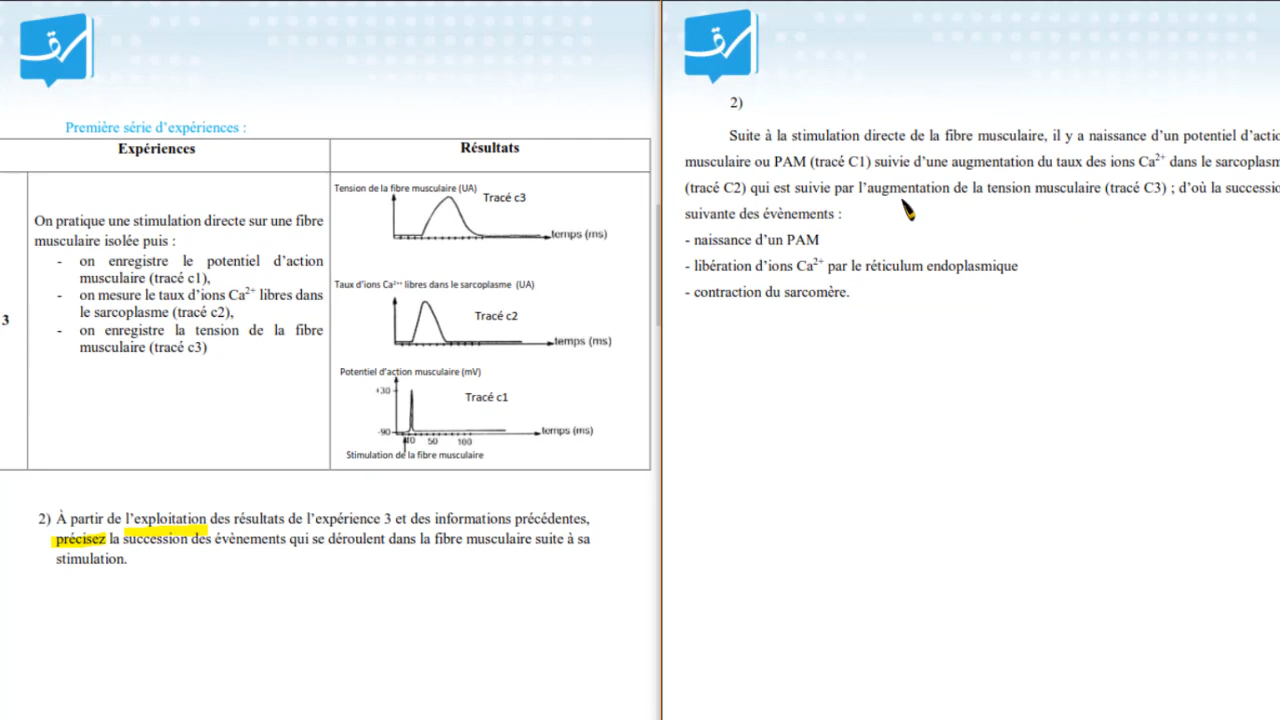 سرق
Première série d'expériences :
Expériences
Résultats
3
On pratique une stimulation directe sur une fibre
musculaire isolée puis :
- on enregistre le potentiel d'action
musculaire (tracé c1),
- on mesure le taux d'ions Ca2+ libres dans
le sarcoplasme (tracé c2),
- on enregistre la tension de la fibre
musculaire (tracé c3)
Tension de la fibre musculaire (UA)
Tracé c3
temps (ms)
Taux d'ions Ca2+ libres dans le sarcoplasme (UA)
Tracé c2
temps (ms)
Potentiel d'action musculaire (mV)
+30
Tracé c1
-90
temps (ms)
10 50 100
Stimulation de la fibre musculaire
2) À partir de l'exploitation des résultats de l'expérience 3 et des informations précédentes,
précisez la succession des évènements qui se déroulent dans la fibre musculaire suite à sa
stimulation.
2)
Suite à la stimulation directe de la fibre musculaire, il y a naissance d'un potentiel d'actio
musculaire ou PAM (tracé C1) suivie d'une augmentation du taux des ions Ca2+ dans le sarcoplasm
(tracé C2) qui est suivie par l'augmentation de la tension musculaire (tracé C3) ; d'où la successio
suivante des évènements :
- naissance d'un PAM
- libération d'ions Ca2+ par le réticulum endoplasmique
- contraction du sarcomère.